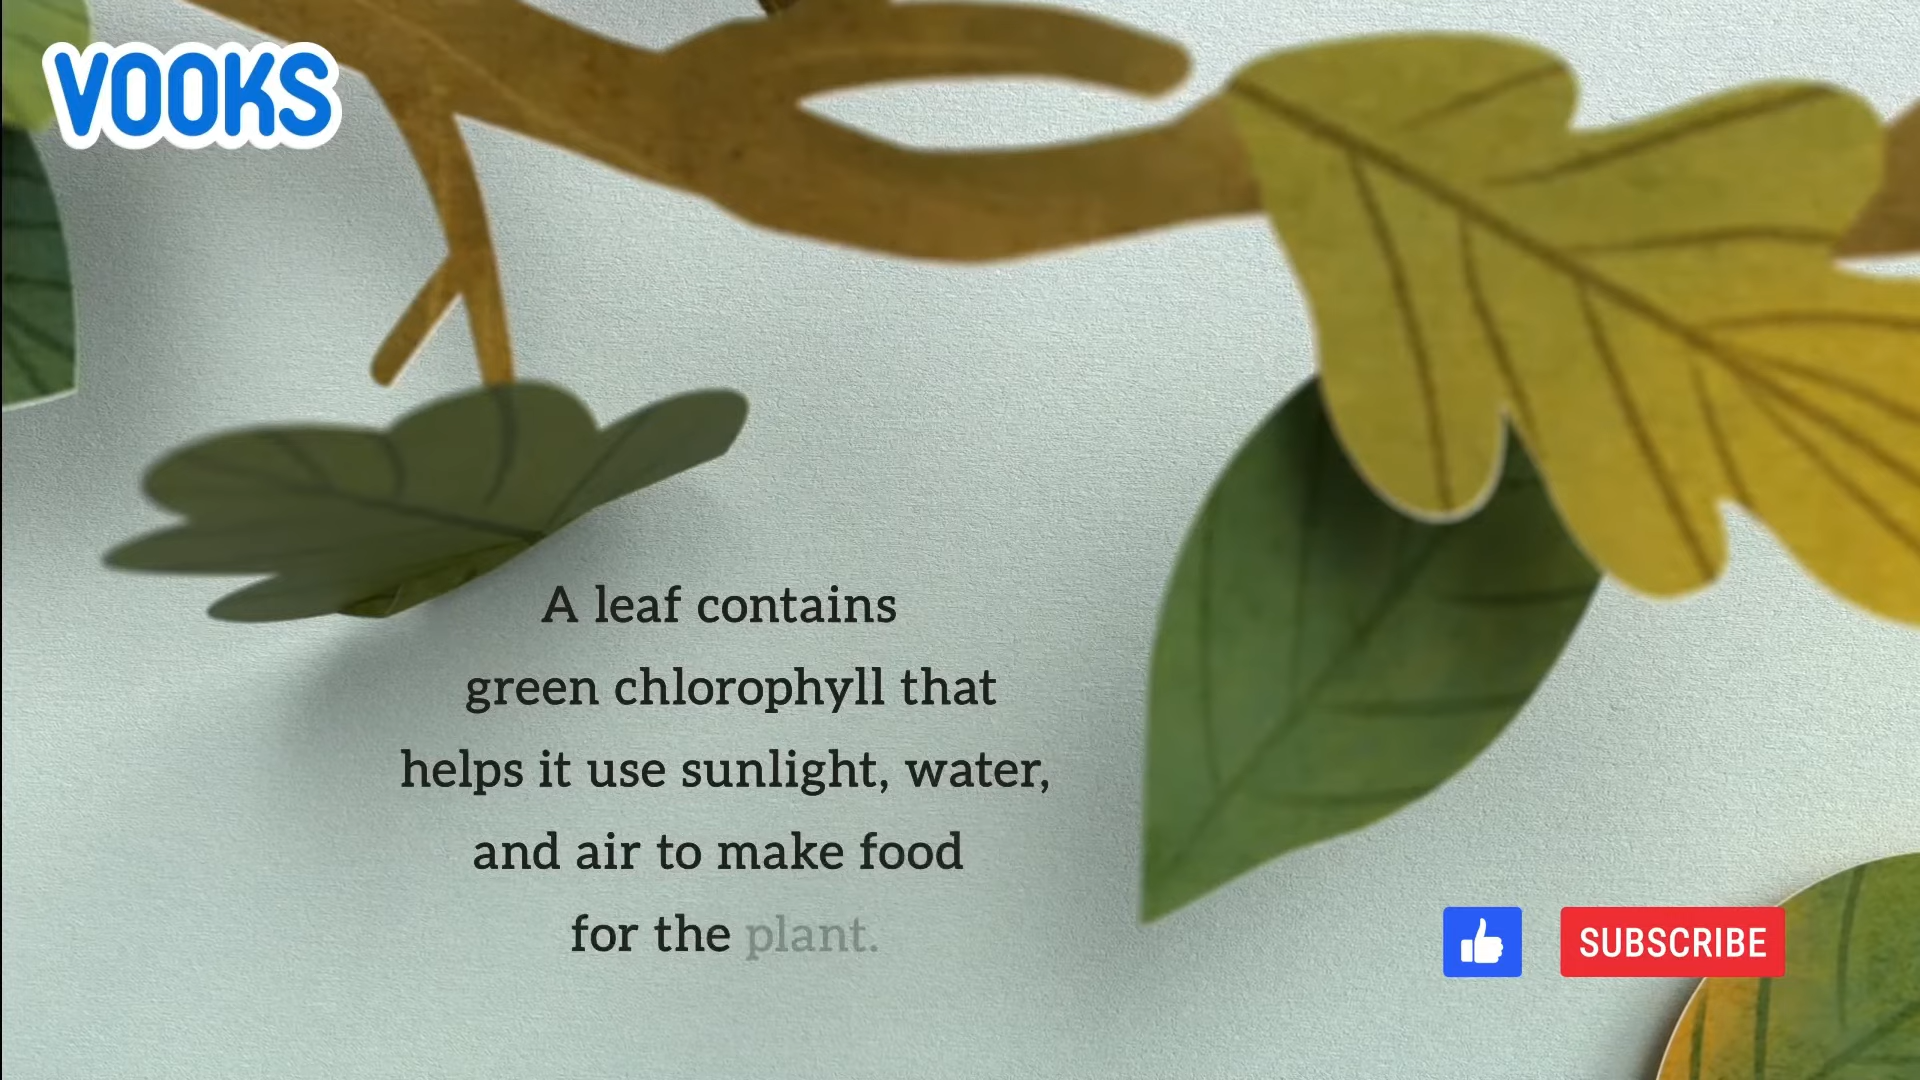 VOOKS
A leaf contains
green chlorophyll that
helps it use sunlight, water,
and air to make food
for the plant.
SUBSCRIBE